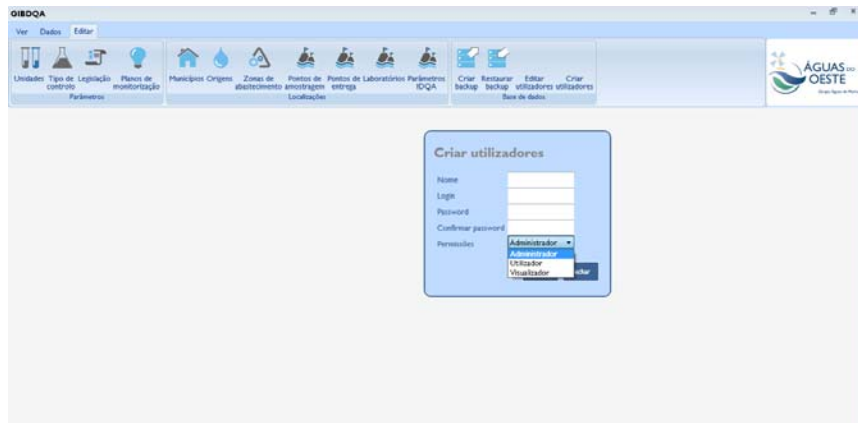 GIBDQA
Ver Dados Editar
Unidades Tipo de controlo Legislação Planos de monitorização
Parâmetros
Municípios Origens Zonas de abastecimento Pontos de amostragem Pontos de entrega Laboratórios Parâmetros IDQA
Localizações
Criar backup Restaurar backup Editar utilizadores Criar utilizadores
Base de dados
ÁGUAS DO
OESTE
Criar utilizadores
Nome
Login
Password
Confirmar password
Permissões Administrador
Administrador
Utilizador
Visualizador